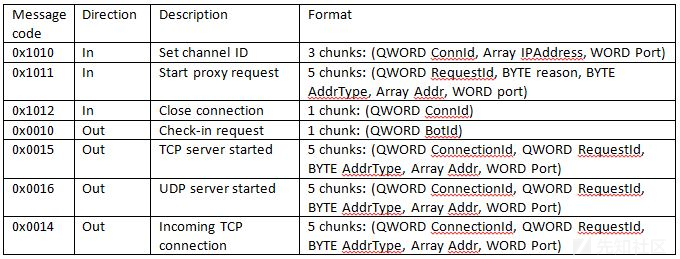 Message code Direction Description Format
0x1010 In Set channel ID 3 chunks: (QWORD ConnId, Array IPAddress, WORD Port)
0x1011 In Start proxy request 5 chunks: (QWORD RequestId, BYTE reason, BYTE
AddrType, Array Addr, WORD port)
0x1012 In Close connection 1 chunk: (QWORD ConnId)
0x0010 Out Check-in request 1 chunk: (QWORD BotId)
0x0015 Out TCP server started 5 chunks: (QWORD ConnectionId, QWORD RequestId,
BYTE AddrType, Array Addr, WORD Port)
0x0016 Out UDP server started 5 chunks: (QWORD ConnectionId, QWORD RequestId,
BYTE AddrType, Array Addr, WORD Port)
0x0014 Out Incoming TCP 5 chunks: (QWORD ConnectionId, QWORD RequestId,
connection BYTE AddrType, Array Addr, WORD Port)
先知社区